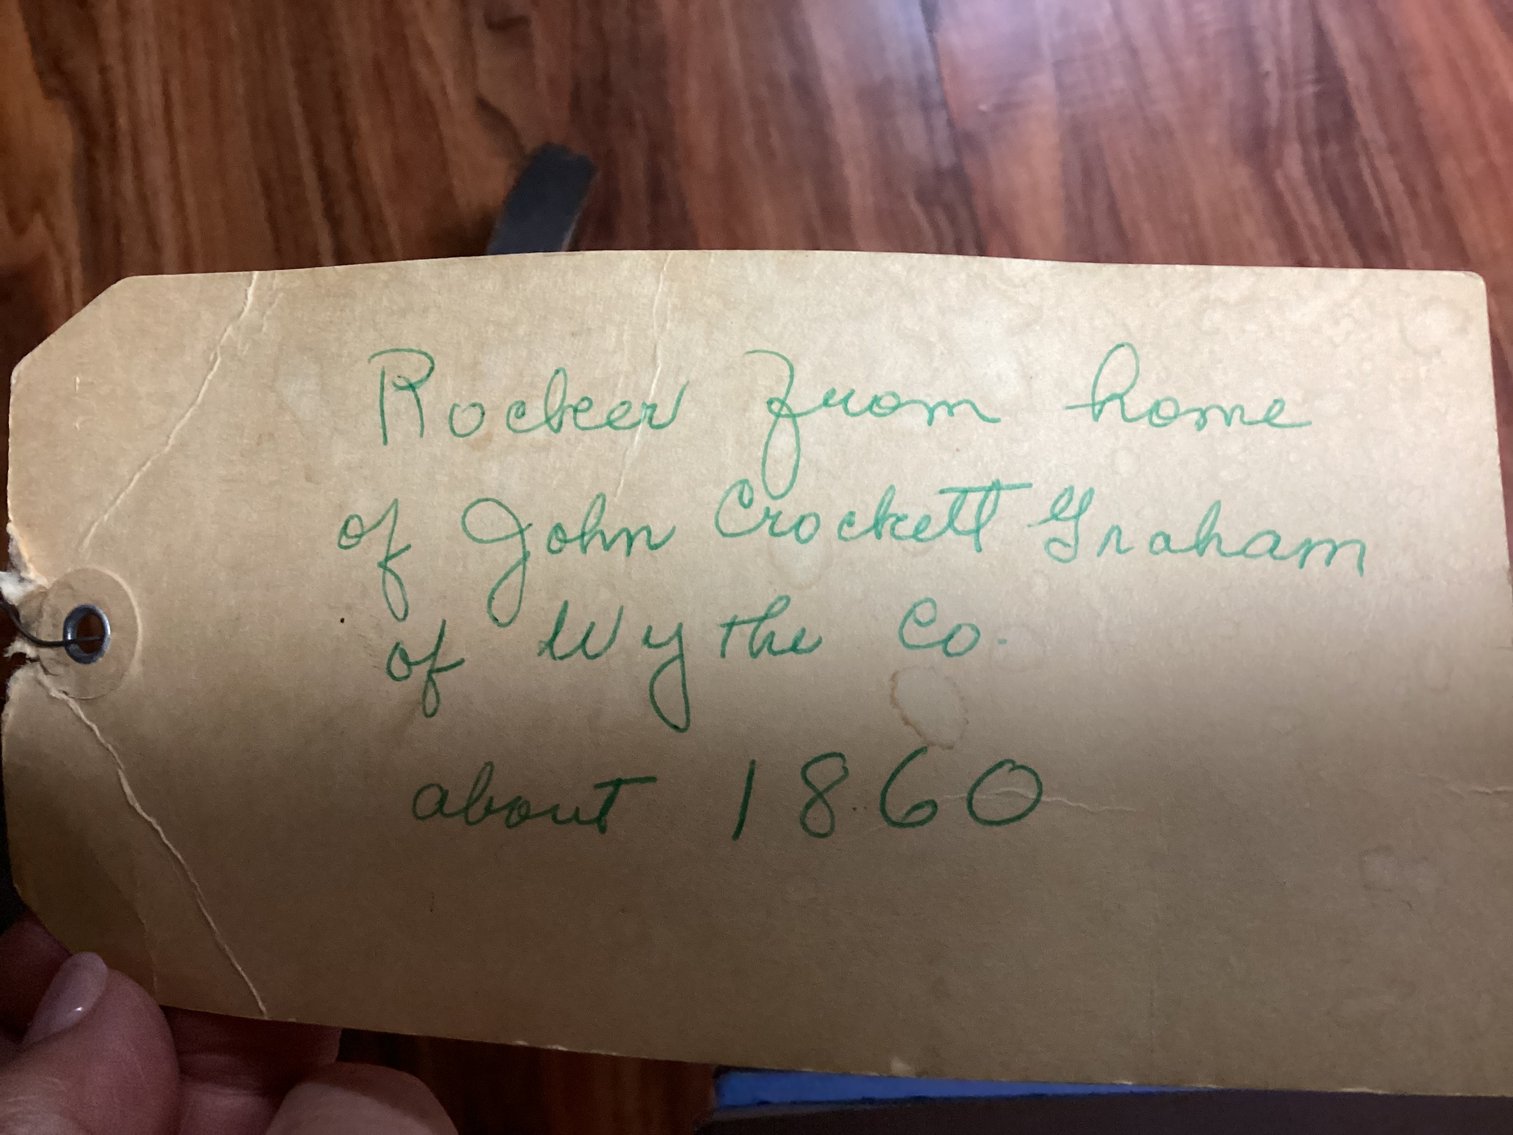 Rocker from home
of John Crockett Graham
of Wythe Co.
about 1860